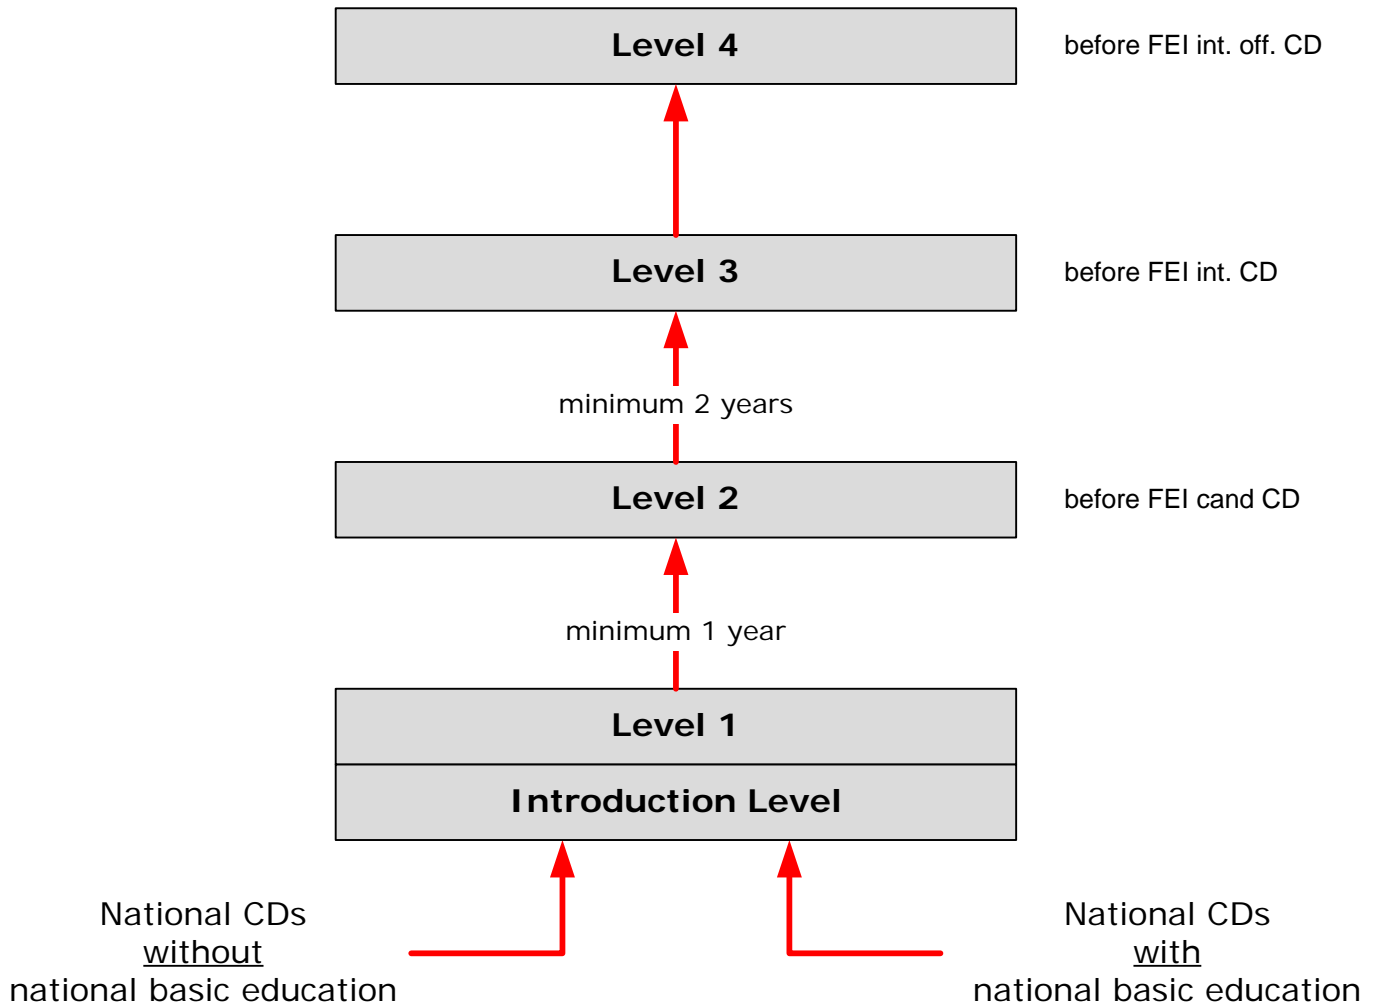 Level 4
before FEI int. off. CD
Level 3
before FEI int. CD
minimum 2 years
Level 2
before FEI cand CD
minimum 1 year
Level 1
Introduction Level
National CDs
without
national basic education
National CDs
with
national basic education